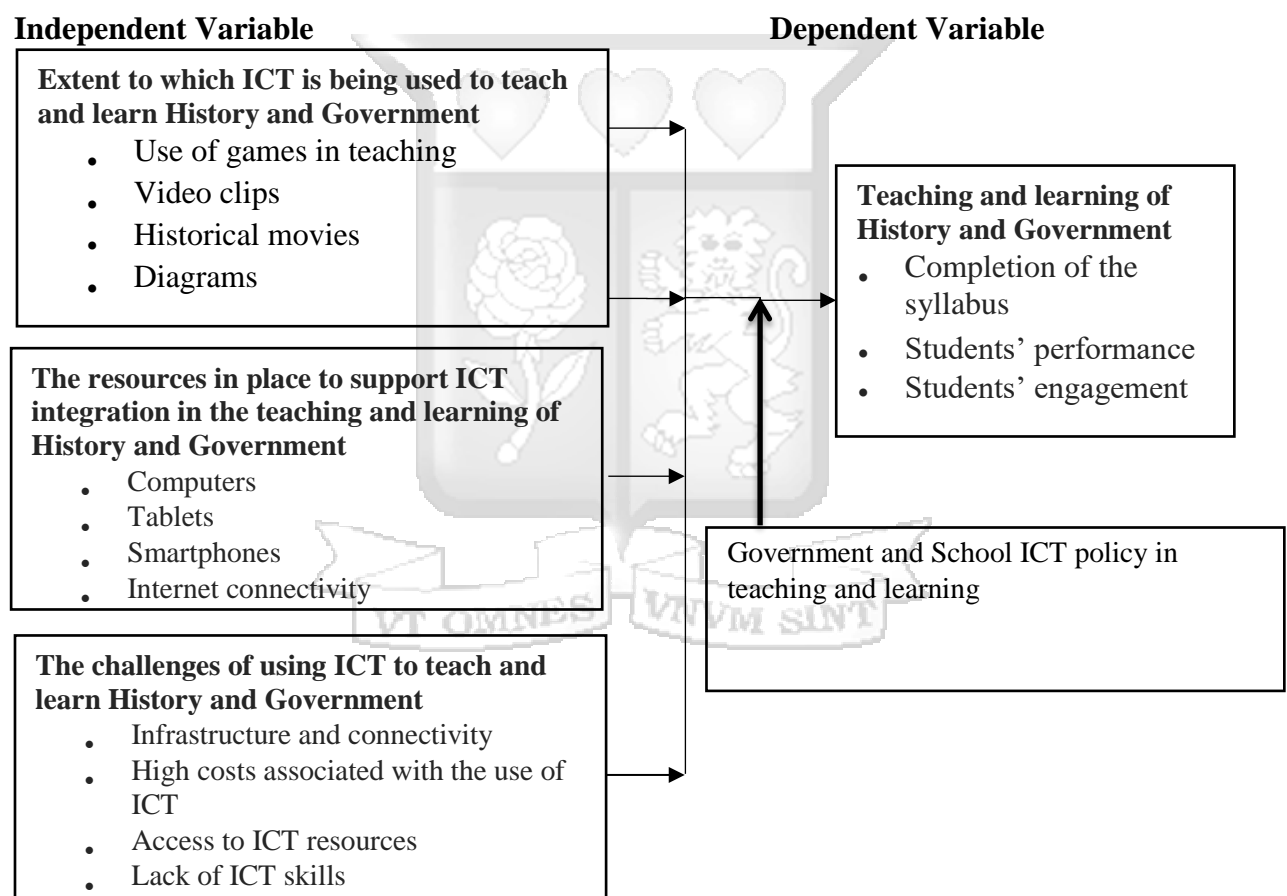 Independent Variable
Dependent Variable
Extent to which ICT is being used to teach
and learn History and Government
• Use of games in teaching
• Video clips
• Historical movies
• Diagrams
Teaching and learning of
History and Government
• Completion of the
syllabus
• Students’ performance
• Students’ engagement
The resources in place to support ICT
integration in the teaching and learning of
History and Government
• Computers
• Tablets
• Smartphones
• Internet connectivity
Government and School ICT policy in
teaching and learning
VT OMNES VNVM SINT
The challenges of using ICT to teach and
learn History and Government
• Infrastructure and connectivity
• High costs associated with the use of
ICT
• Access to ICT resources
• Lack of ICT skills